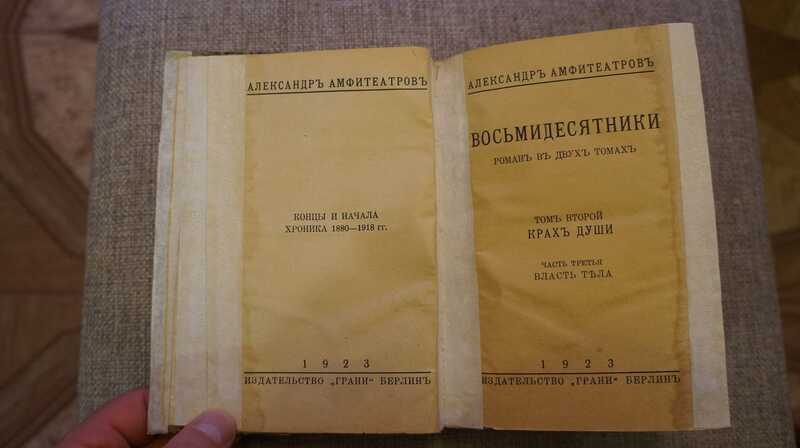 АЛЕКСАНДРЪ АМФИТЕАТРОВЪ
КОНЦЫ И НАЧАЛА
ХРОНИКА 1880—1918 гг.
1923
ИЗДАТЕЛЬСТВО „ГРАНИ“ БЕРЛИНЪ
АЛЕКСАНДРЪ АМФИТЕАТРОВЪ
ВОСЬМИДЕСЯТНИКИ
РОМАНЪ ВЪ ДВУХЪ ТОМАХЪ
ТОМЪ ВТОРОЙ
КРАХЪ ДУШИ
ЧАСТЬ ТРЕТЬЯ
ВЛАСТЬ ТѢЛА
1923
ИЗДАТЕЛЬСТВО „ГРАНИ“ БЕРЛИНЪ